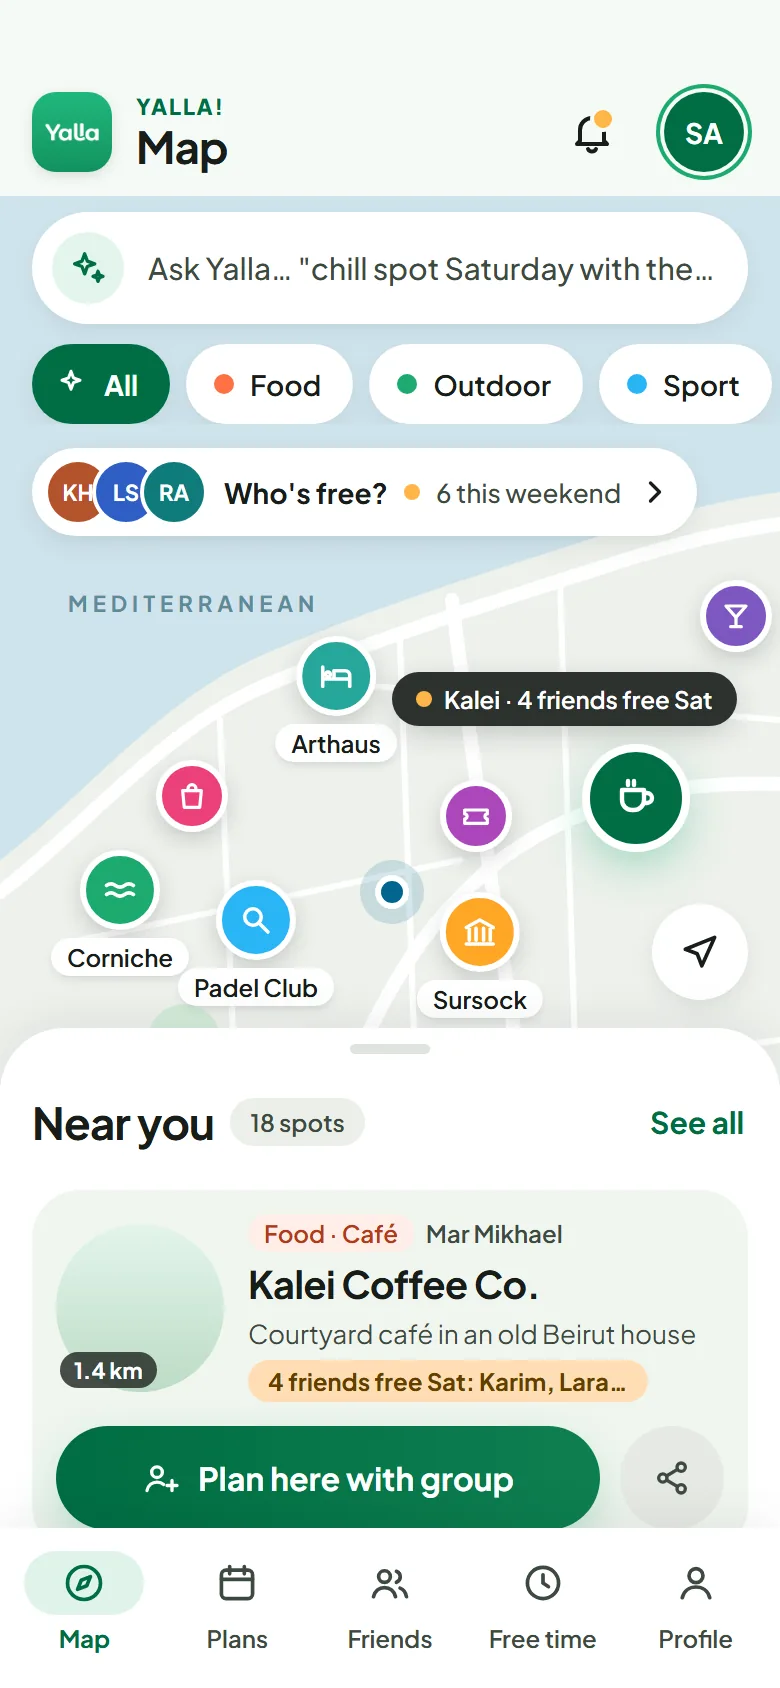 Yalla
YALLA!
Map
SA
Ask Yalla... "chill spot Saturday with the...
All
Food
Outdoor
Sport
KH
LS
RA
Who's free?
6 this weekend
MEDITERRANEAN
Kalei · 4 friends free Sat
Arthaus
Corniche
Padel Club
Sursock
Near you
18 spots
See all
Food · Café
Mar Mikhael
Kalei Coffee Co.
Courtyard café in an old Beirut house
1.4 km
4 friends free Sat: Karim, Lara...
Plan here with group
Map
Plans
Friends
Free time
Profile